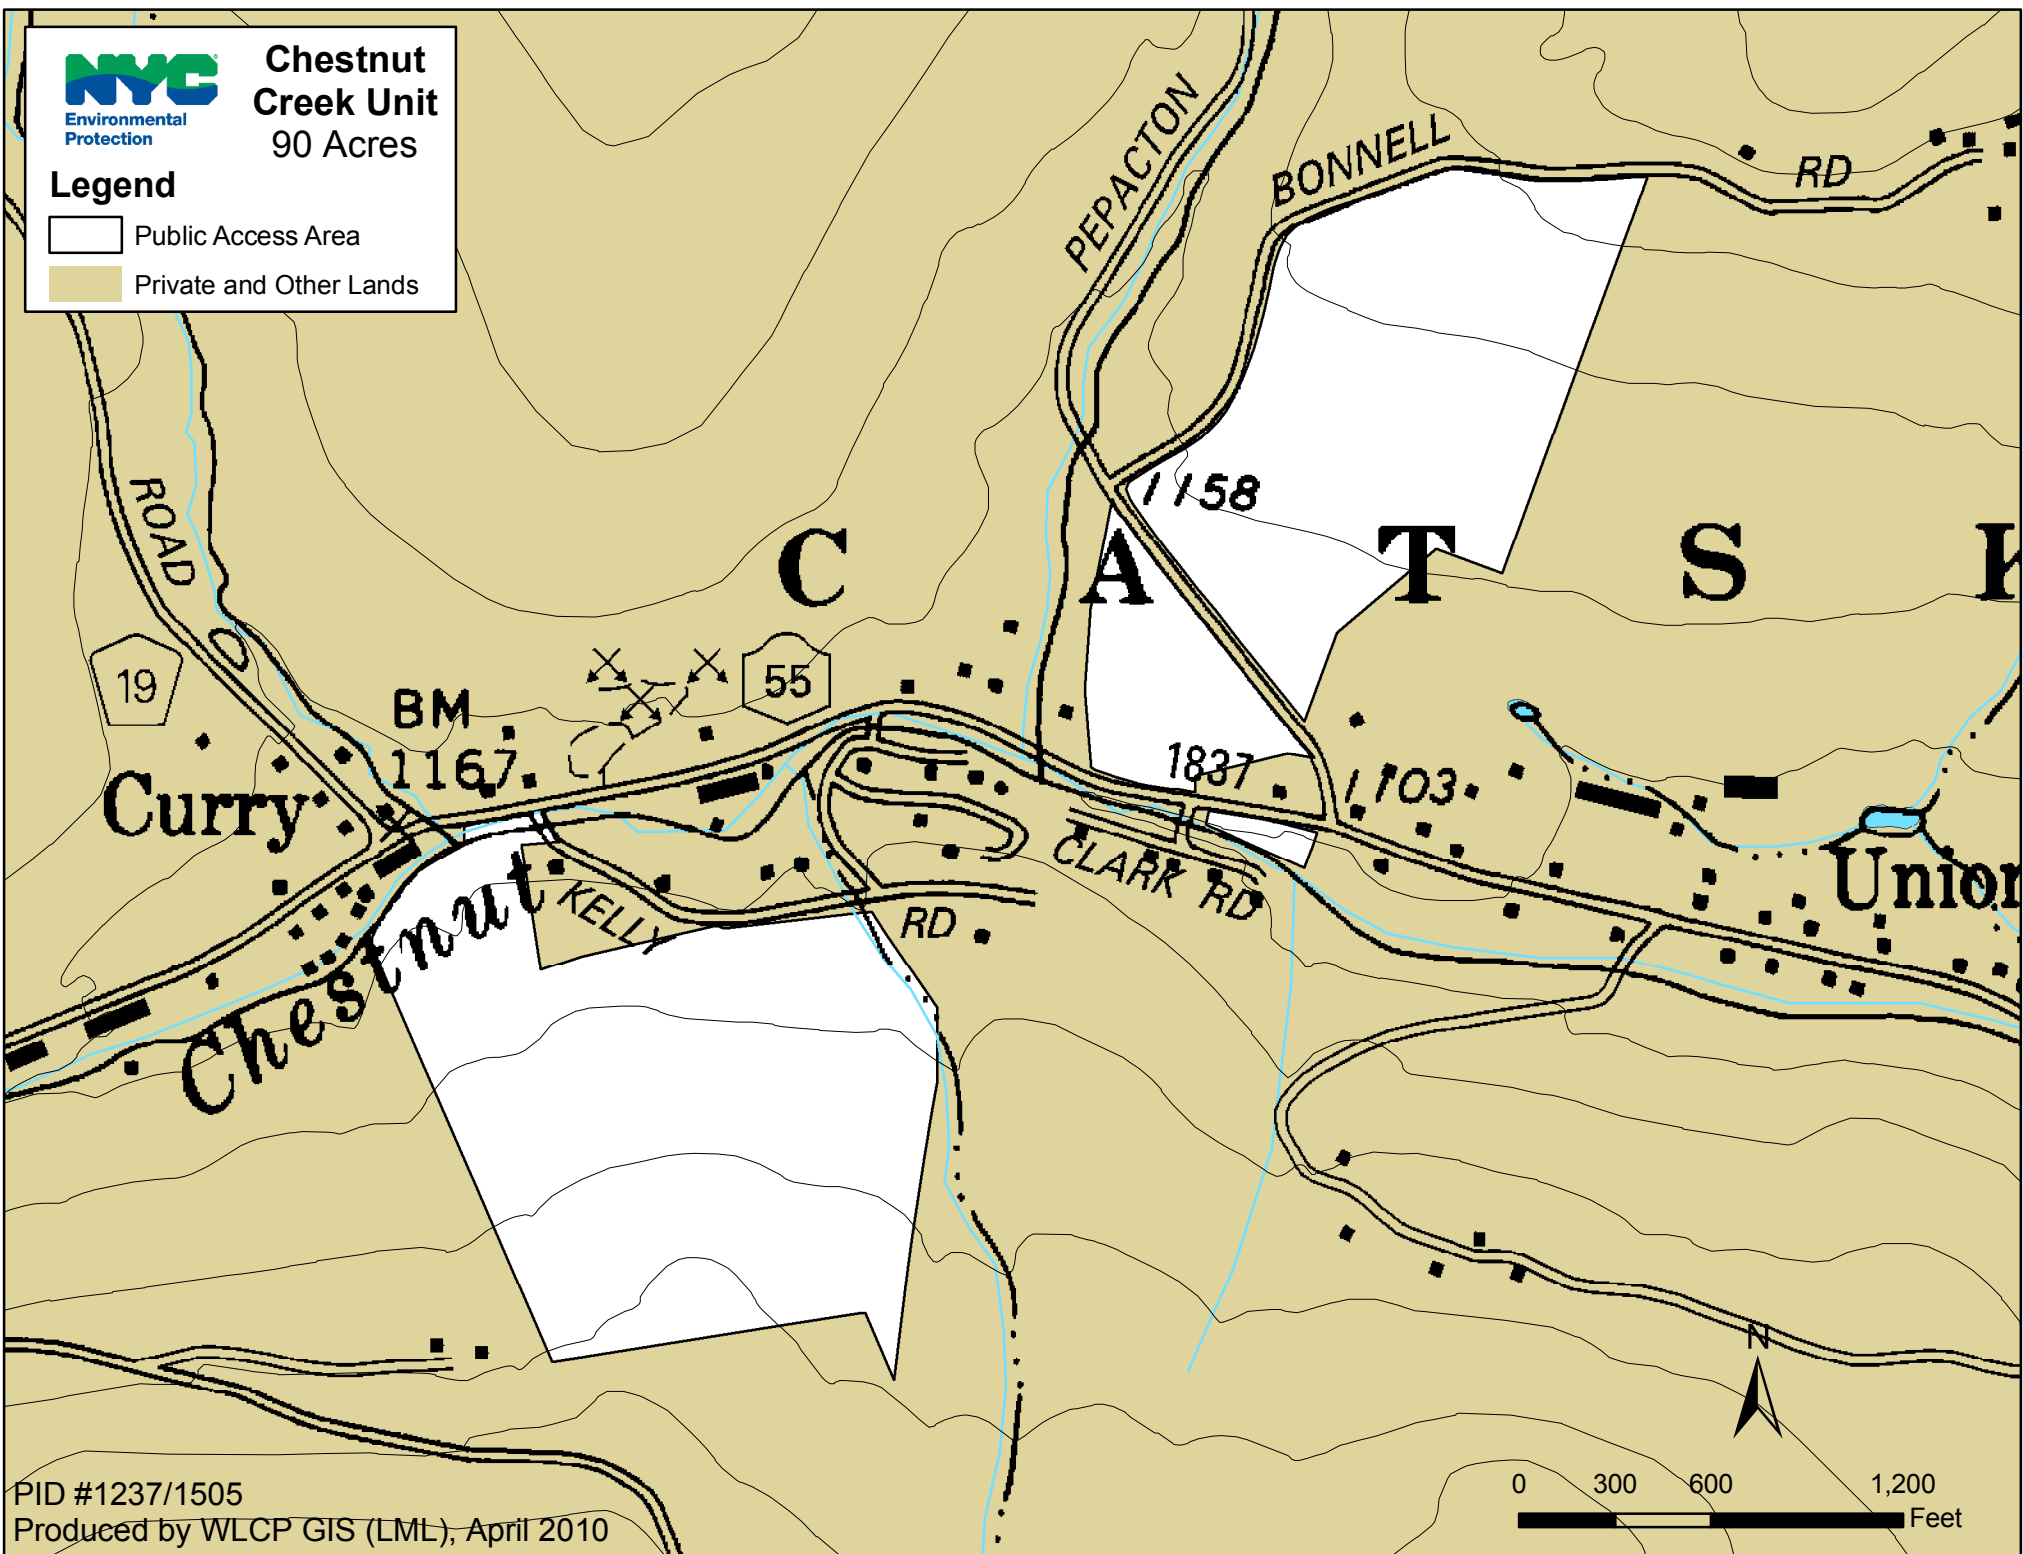 NYC
Environmental
Protection
Chestnut
Creek Unit
90 Acres
Legend
Public Access Area
Private and Other Lands
PEPACTON
BONNELL
RD
ROAD
1158
C A T S K
19
55
BM
1167
1837
1103
Curry
CLARK RD
Union
Chestnut
KELLY
RD
N
0 300 600 1,200
Feet
PID #1237/1505
Produced by WLCP GIS (LML), April 2010